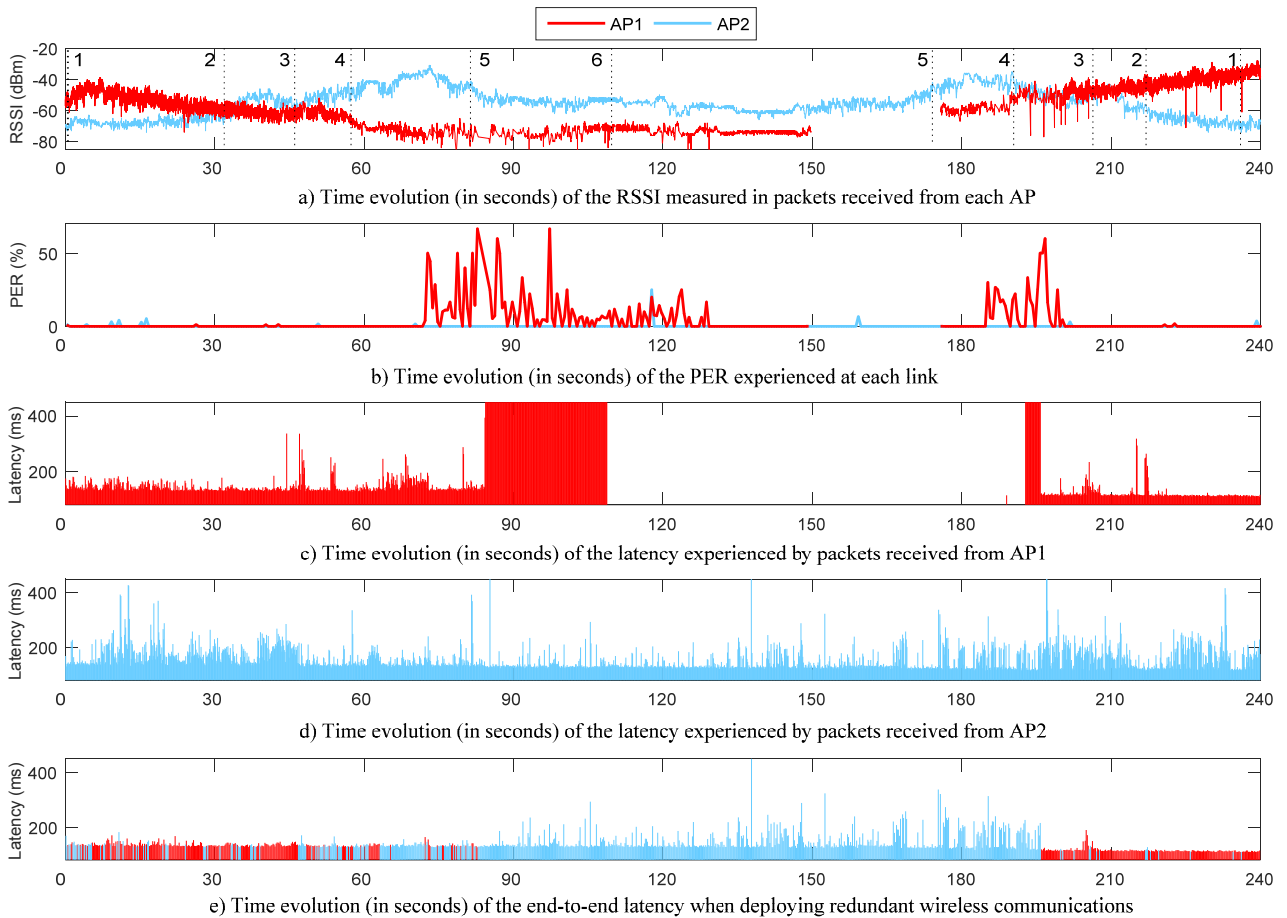 AP1 AP2
-20
-40
-60
-80
RSSI (dBm)
1 2 3 4 5 6 5 4 3 2 1
0 30 60 90 120 150 180 210 240
a) Time evolution (in seconds) of the RSSI measured in packets received from each AP
50
0
PER (%)
0 30 60 90 120 150 180 210 240
b) Time evolution (in seconds) of the PER experienced at each link
400
200
Latency (ms)
0 30 60 90 120 150 180 210 240
c) Time evolution (in seconds) of the latency experienced by packets received from AP1
400
200
Latency (ms)
0 30 60 90 120 150 180 210 240
d) Time evolution (in seconds) of the latency experienced by packets received from AP2
400
200
Latency (ms)
0 30 60 90 120 150 180 210 240
e) Time evolution (in seconds) of the end-to-end latency when deploying redundant wireless communications